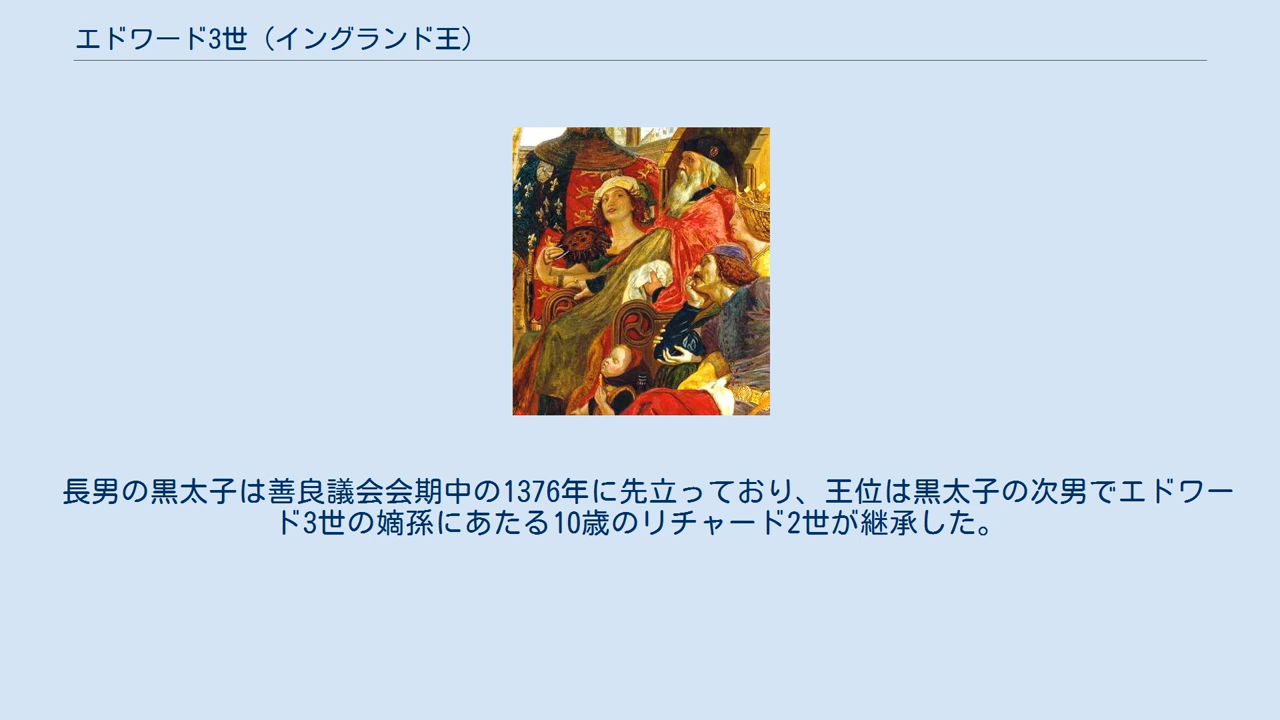 エドワード3世（イングランド王）
長男の黒太子は善良議会会期中の1376年に先立っており、王位は黒太子の次男でエドワー
ド3世の嫡孫にあたる10歳のリチャード2世が継承した。